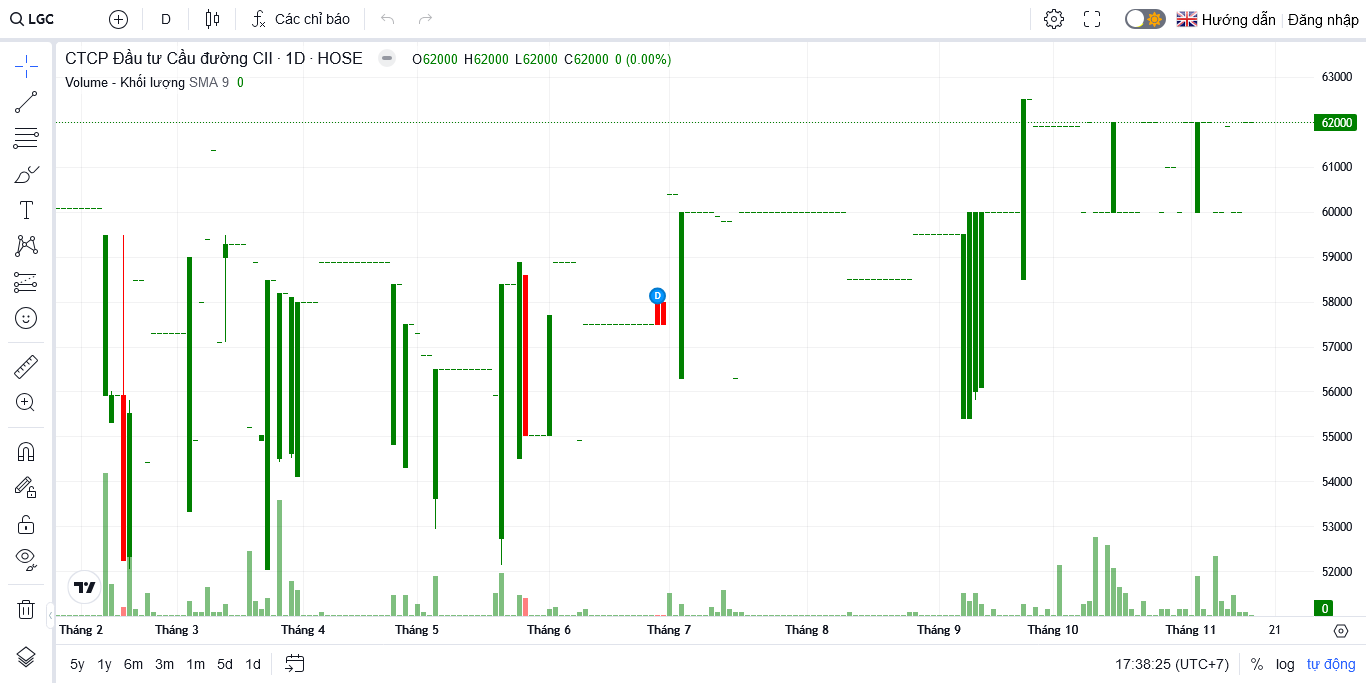 LGC D Các chỉ báo Hướng dẫn Đăng nhập
CTCP Đầu tư Cầu đường CII · 1D · HOSE O62000 H62000 L62000 C62000 0 (0.00%)
Volume - Khối lượng SMA 9 0
63000
62000
61000
60000
59000
58000
57000
56000
55000
54000
53000
52000
0
D
Tháng 2 Tháng 3 Tháng 4 Tháng 5 Tháng 6 Tháng 7 Tháng 8 Tháng 9 Tháng 10 Tháng 11 21
5y 1y 6m 3m 1m 5d 1d 17:38:25 (UTC+7) % log tự động